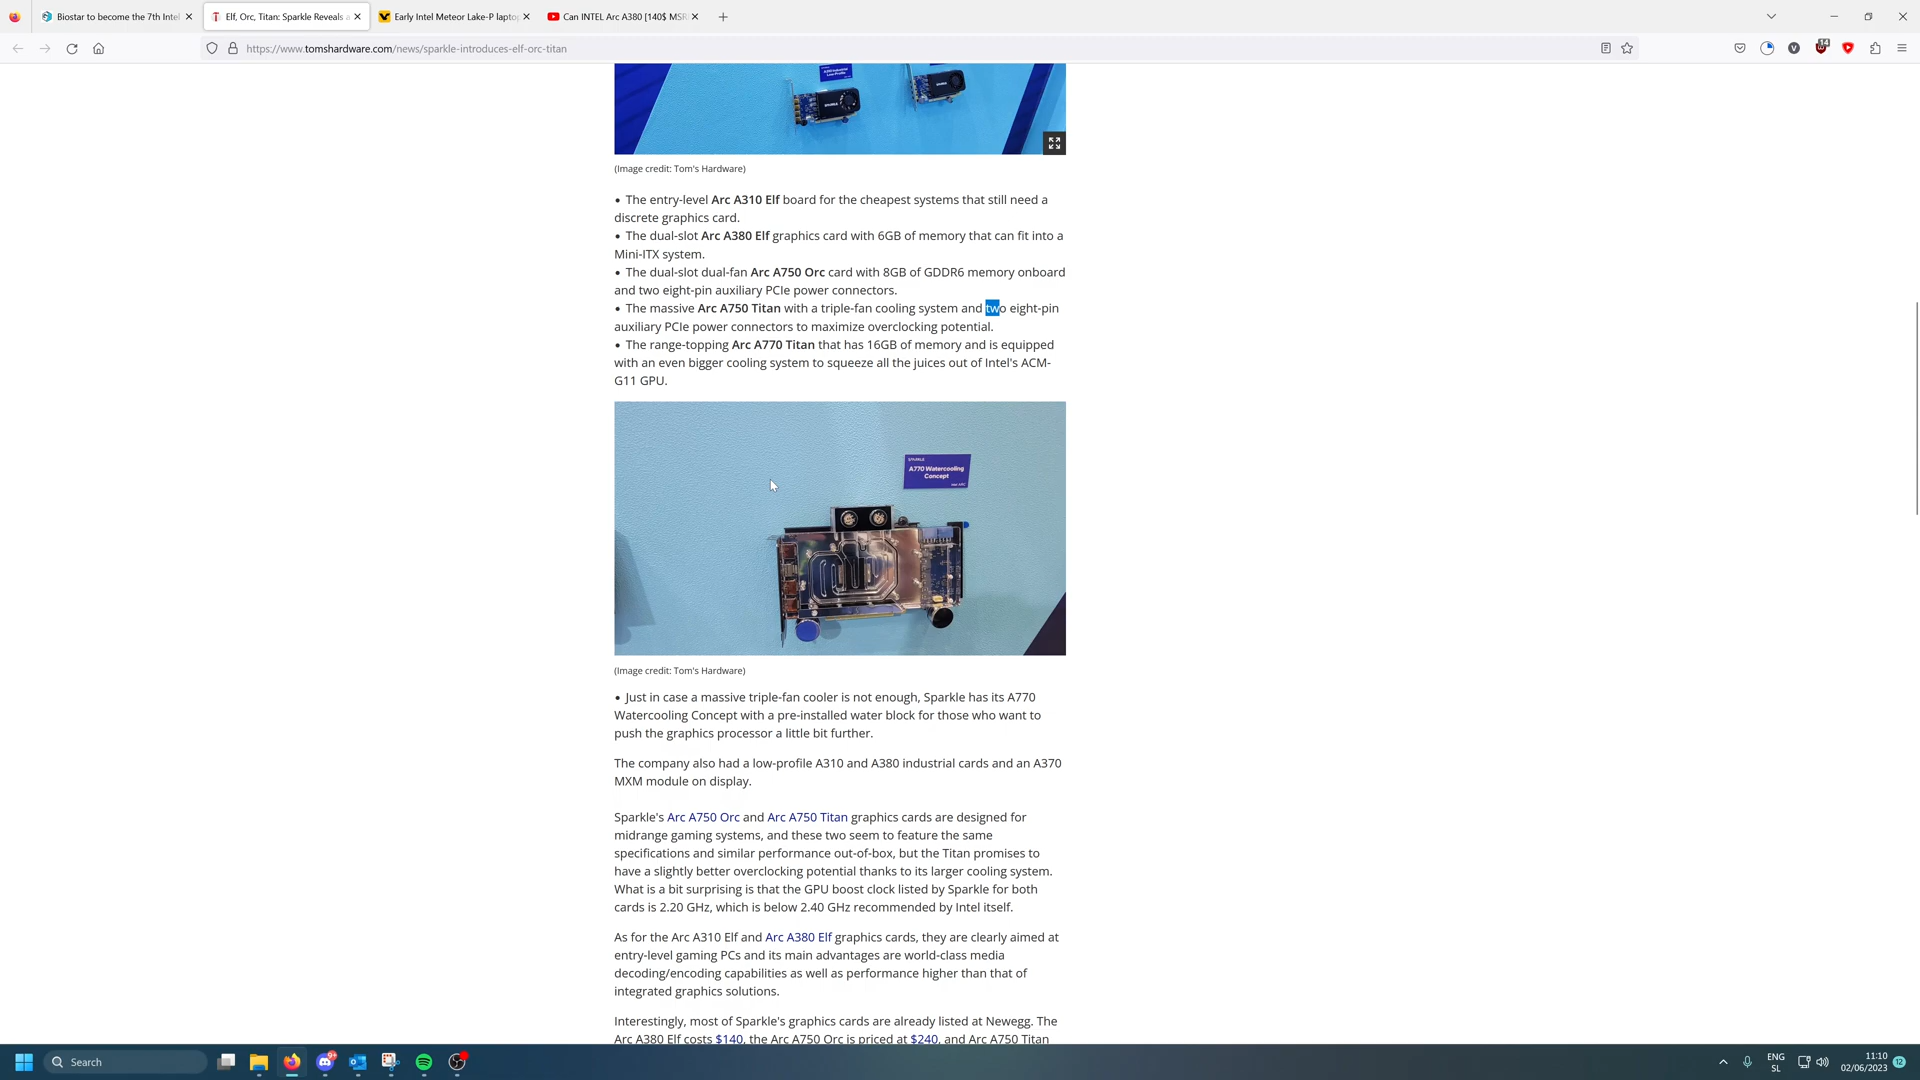 Biostar to become the 7th Intel
Elf, Orc, Titan: Sparkle Reveals a
Early Intel Meteor Lake-P lapto
Can INTEL Arc A380 [140$ MSR
https://www.tomshardware.com/news/sparkle-introduces-elf-orc-titan
14
(Image credit: Tom's Hardware)
• The entry-level Arc A310 Elf board for the cheapest systems that still need a
discrete graphics card.
• The dual-slot Arc A380 Elf graphics card with 6GB of memory that can fit into a
Mini-ITX system.
• The dual-slot dual-fan Arc A750 Orc card with 8GB of GDDR6 memory onboard
and two eight-pin auxiliary PCIe power connectors.
• The massive Arc A750 Titan with a triple-fan cooling system and two eight-pin
auxiliary PCIe power connectors to maximize overclocking potential.
• The range-topping Arc A770 Titan that has 16GB of memory and is equipped
with an even bigger cooling system to squeeze all the juices out of Intel's ACM-
G11 GPU.
SPARKLE
A770 Watercooling
Concept
(Image credit: Tom's Hardware)
• Just in case a massive triple-fan cooler is not enough, Sparkle has its A770
Watercooling Concept with a pre-installed water block for those who want to
push the graphics processor a little bit further.
The company also had a low-profile A310 and A380 industrial cards and an A370
MXM module on display.
Sparkle's Arc A750 Orc and Arc A750 Titan graphics cards are designed for
midrange gaming systems, and these two seem to feature the same
specifications and similar performance out-of-box, but the Titan promises to
have a slightly better overclocking potential thanks to its larger cooling system.
What is a bit surprising is that the GPU boost clock listed by Sparkle for both
cards is 2.20 GHz, which is below 2.40 GHz recommended by Intel itself.
As for the Arc A310 Elf and Arc A380 Elf graphics cards, they are clearly aimed at
entry-level gaming PCs and its main advantages are world-class media
decoding/encoding capabilities as well as performance higher than that of
integrated graphics solutions.
Interestingly, most of Sparkle's graphics cards are already listed at Newegg. The
Arc A380 Elf costs $140, the Arc A750 Orc is priced at $240, and Arc A750 Titan
Search
9+
ENG
SL
11:10
02/06/2023
12